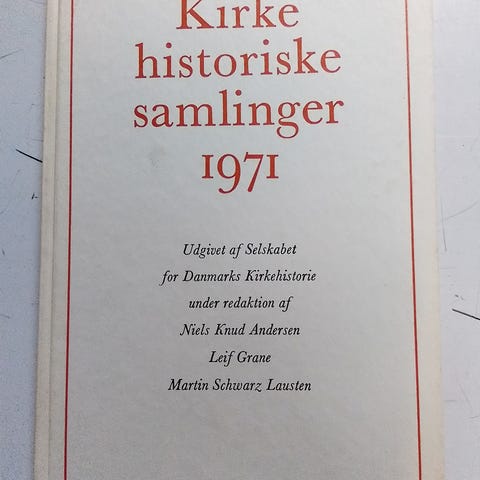 Kirke
historiske
samlinger
1971
Udgivet af Selskabet
for Danmarks Kirkehistorie
under redaktion af
Niels Knud Andersen
Leif Grane
Martin Schwarz Lausten